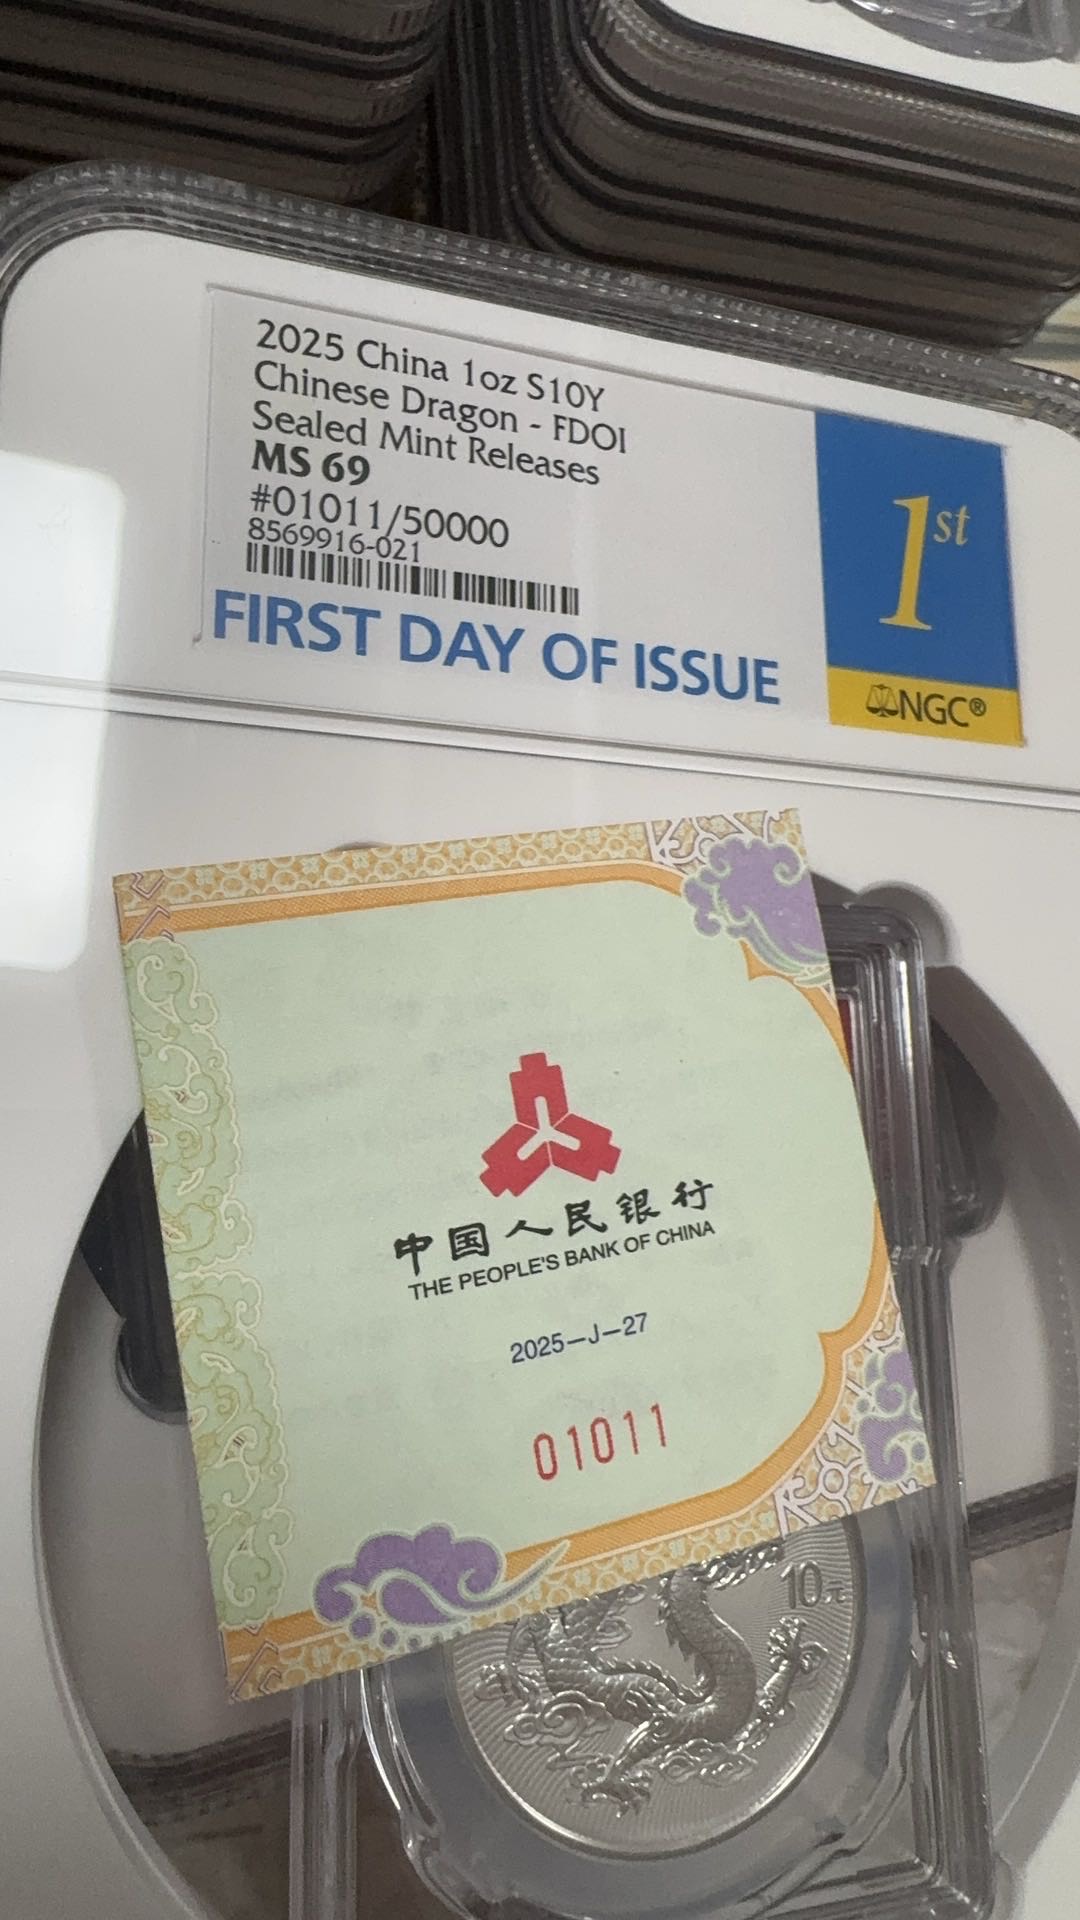 2025 China 1oz S10Y
Chinese Dragon - FDOI
Sealed Mint Releases
MS 69
#01011/50000
8569916-021
FIRST DAY OF ISSUE
1st
NGC®
中国人民银行
THE PEOPLE'S BANK OF CHINA
2025-J-27
01011
10元